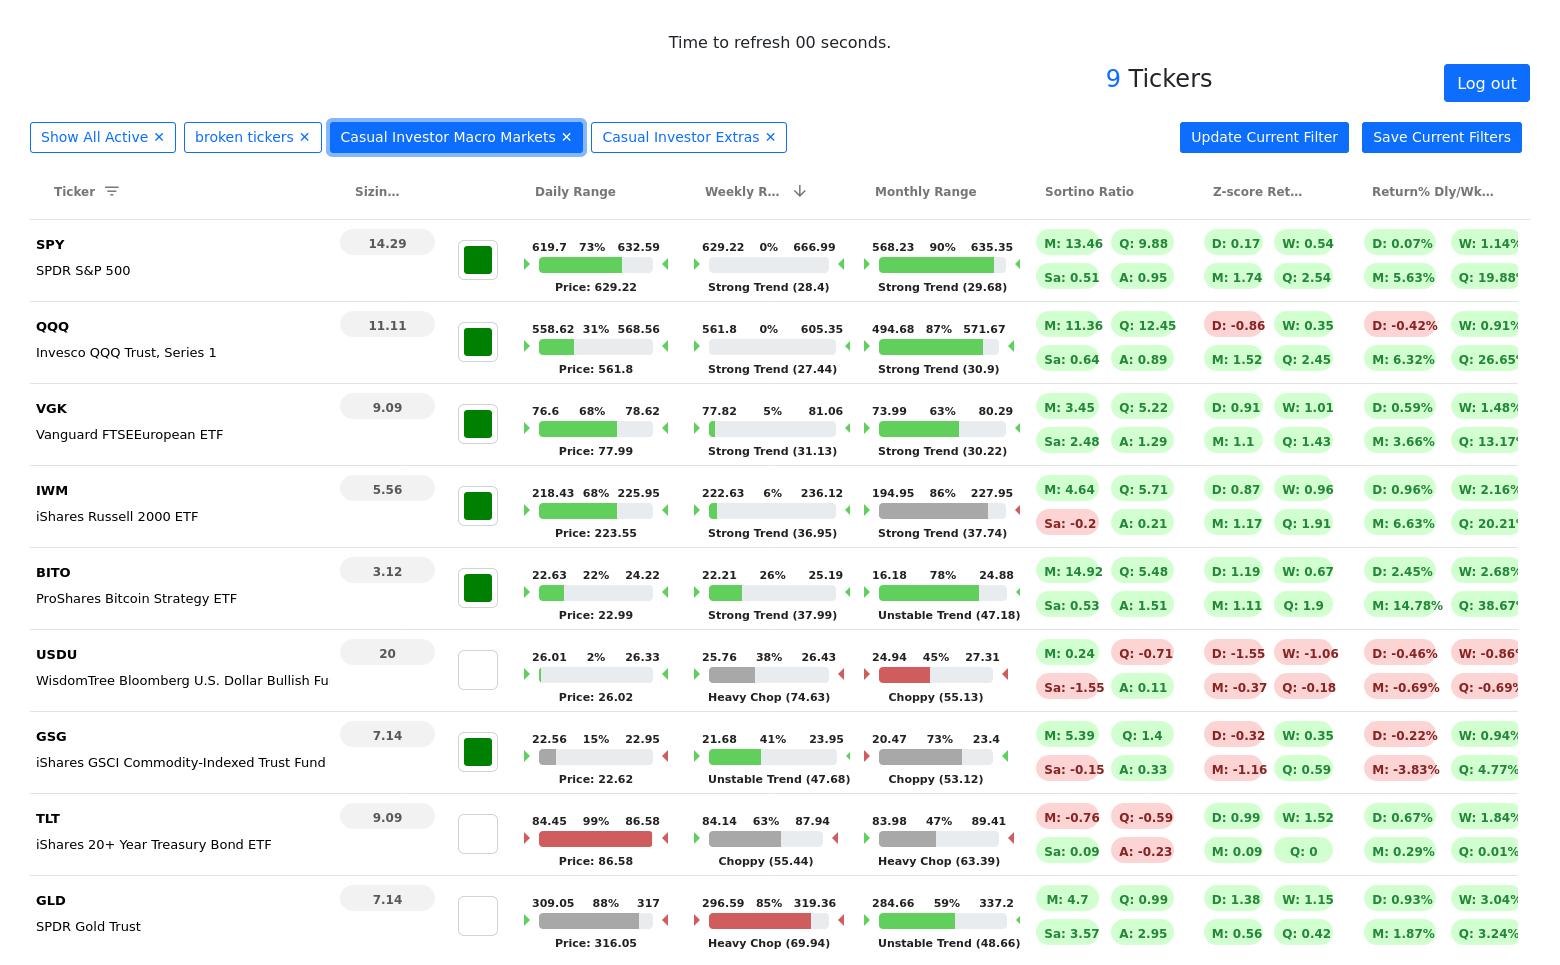 Time to refresh 00 seconds.
9 Tickers
Log out
Show All Active ✕ broken tickers ✕ Casual Investor Macro Markets ✕ Casual Investor Extras ✕ Update Current Filter Save Current Filters
Ticker Sizin... Daily Range Weekly R... Monthly Range Sortino Ratio Z-score Ret... Return% Dly/Wk...
SPY 14.29 619.7 73% 632.59 629.22 0% 666.99 568.23 90% 635.35 M: 13.46 Q: 9.88 D: 0.17 W: 0.54 D: 0.07% W: 1.14%
SPDR S&P 500 Sa: 0.51 A: 0.95 M: 1.74 Q: 2.54 M: 5.63% Q: 19.88%
Price: 629.22 Strong Trend (28.4) Strong Trend (29.68)
QQQ 11.11 558.62 31% 568.56 561.8 0% 605.35 494.68 87% 571.67 M: 11.36 Q: 12.45 D: -0.86 W: 0.35 D: -0.42% W: 0.91%
Invesco QQQ Trust, Series 1 Sa: 0.64 A: 0.89 M: 1.52 Q: 2.45 M: 6.32% Q: 26.65%
Price: 561.8 Strong Trend (27.44) Strong Trend (30.9)
VGK 9.09 76.6 68% 78.62 77.82 5% 81.06 73.99 63% 80.29 M: 3.45 Q: 5.22 D: 0.91 W: 1.01 D: 0.59% W: 1.48%
Vanguard FTSEEuropean ETF Sa: 2.48 A: 1.29 M: 1.1 Q: 1.43 M: 3.66% Q: 13.17%
Price: 77.99 Strong Trend (31.13) Strong Trend (30.22)
IWM 5.56 218.43 68% 225.95 222.63 6% 236.12 194.95 86% 227.95 M: 4.64 Q: 5.71 D: 0.87 W: 0.96 D: 0.96% W: 2.16%
iShares Russell 2000 ETF Sa: -0.2 A: 0.21 M: 1.17 Q: 1.91 M: 6.63% Q: 20.21%
Price: 223.55 Strong Trend (36.95) Strong Trend (37.74)
BITO 3.12 22.63 22% 24.22 22.21 26% 25.19 16.18 78% 24.88 M: 14.92 Q: 5.48 D: 1.19 W: 0.67 D: 2.45% W: 2.68%
ProShares Bitcoin Strategy ETF Sa: 0.53 A: 1.51 M: 1.11 Q: 1.9 M: 14.78% Q: 38.67%
Price: 22.99 Strong Trend (37.99) Unstable Trend (47.18)
USDU 20 26.01 2% 26.33 25.76 38% 26.43 24.94 45% 27.31 M: 0.24 Q: -0.71 D: -1.55 W: -1.06 D: -0.46% W: -0.86%
WisdomTree Bloomberg U.S. Dollar Bullish Fu Sa: -1.55 A: 0.11 M: -0.37 Q: -0.18 M: -0.69% Q: -0.69%
Price: 26.02 Heavy Chop (74.63) Choppy (55.13)
GSG 7.14 22.56 15% 22.95 21.68 41% 23.95 20.47 73% 23.4 M: 5.39 Q: 1.4 D: -0.32 W: 0.35 D: -0.22% W: 0.94%
iShares GSCI Commodity-Indexed Trust Fund Sa: -0.15 A: 0.33 M: -1.16 Q: 0.59 M: -3.83% Q: 4.77%
Price: 22.62 Unstable Trend (47.68) Choppy (53.12)
TLT 9.09 84.45 99% 86.58 84.14 63% 87.94 83.98 47% 89.41 M: -0.76 Q: -0.59 D: 0.99 W: 1.52 D: 0.67% W: 1.84%
iShares 20+ Year Treasury Bond ETF Sa: 0.09 A: -0.23 M: 0.09 Q: 0 M: 0.29% Q: 0.01%
Price: 86.58 Choppy (55.44) Heavy Chop (63.39)
GLD 7.14 309.05 88% 317 296.59 85% 319.36 284.66 59% 337.2 M: 4.7 Q: 0.99 D: 1.38 W: 1.15 D: 0.93% W: 3.04%
SPDR Gold Trust Sa: 3.57 A: 2.95 M: 0.56 Q: 0.42 M: 1.87% Q: 3.24%
Price: 316.05 Heavy Chop (69.94) Unstable Trend (48.66)